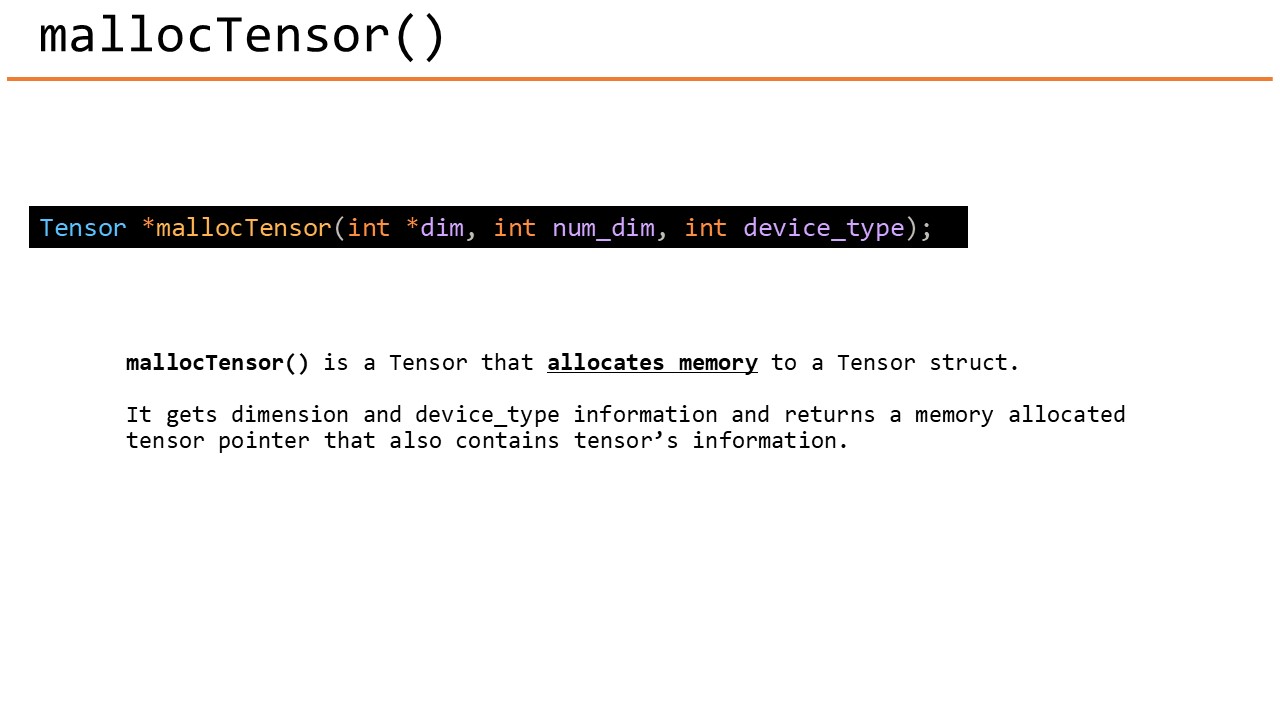 mallocTensor()
Tensor *mallocTensor(int *dim, int num_dim, int device_type);
mallocTensor() is a Tensor that allocates memory to a Tensor struct.
It gets dimension and device_type information and returns a memory allocated
tensor pointer that also contains tensor’s information.